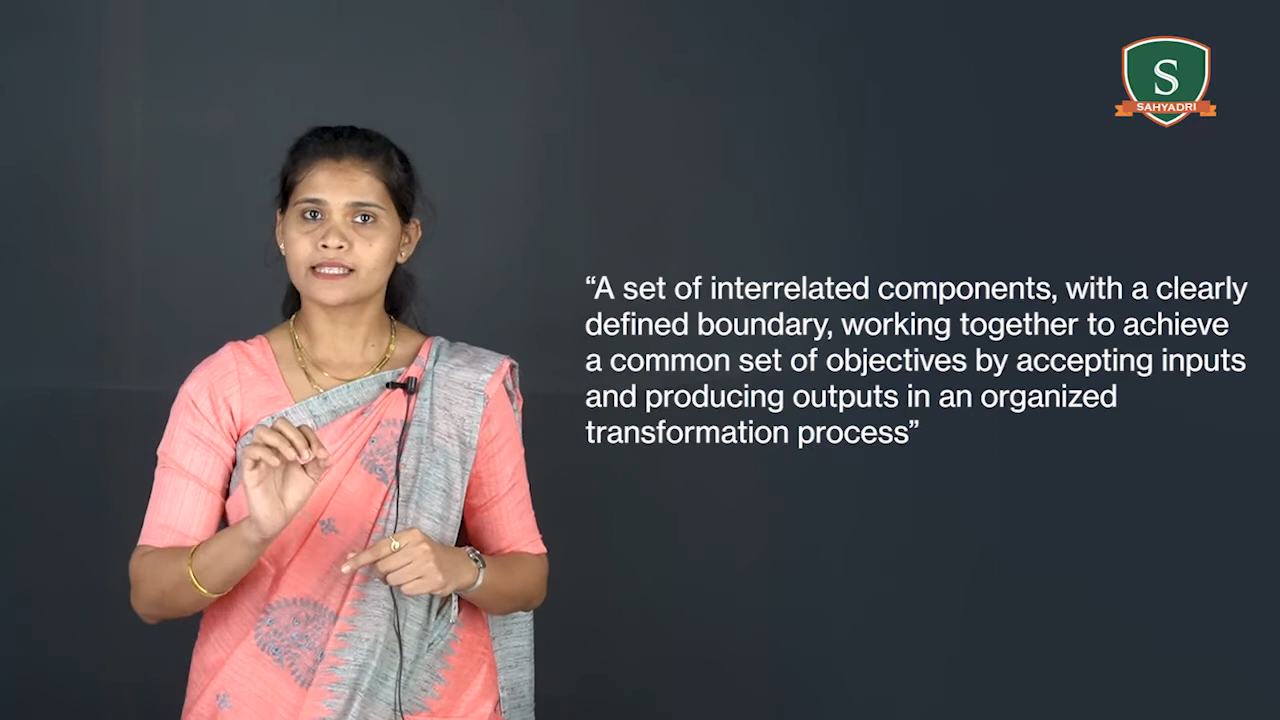 S
SAHYADRI
“A set of interrelated components, with a clearly
defined boundary, working together to achieve
a common set of objectives by accepting inputs
and producing outputs in an organized
transformation process”